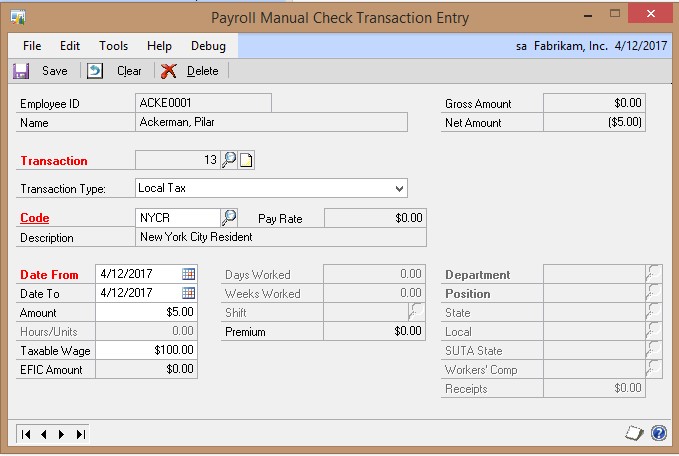 Payroll Manual Check Transaction Entry
File Edit Tools Help Debug sa Fabrikam, Inc. 4/12/2017
Save Clear Delete
Employee ID ACKE0001 Gross Amount $0.00
Name Ackerman, Pilar Net Amount ($5.00)
Transaction 13
Transaction Type: Local Tax
Code NYCR Pay Rate $0.00
Description New York City Resident
Date From 4/12/2017 Days Worked 0.00 Department
Date To 4/12/2017 Weeks Worked 0.00 Position
Amount $5.00 Shift State
Hours/Units 0.00 Premium $0.00 Local
Taxable Wage $100.00 SUTA State
EFIC Amount $0.00 Workers' Comp
Receipts $0.00